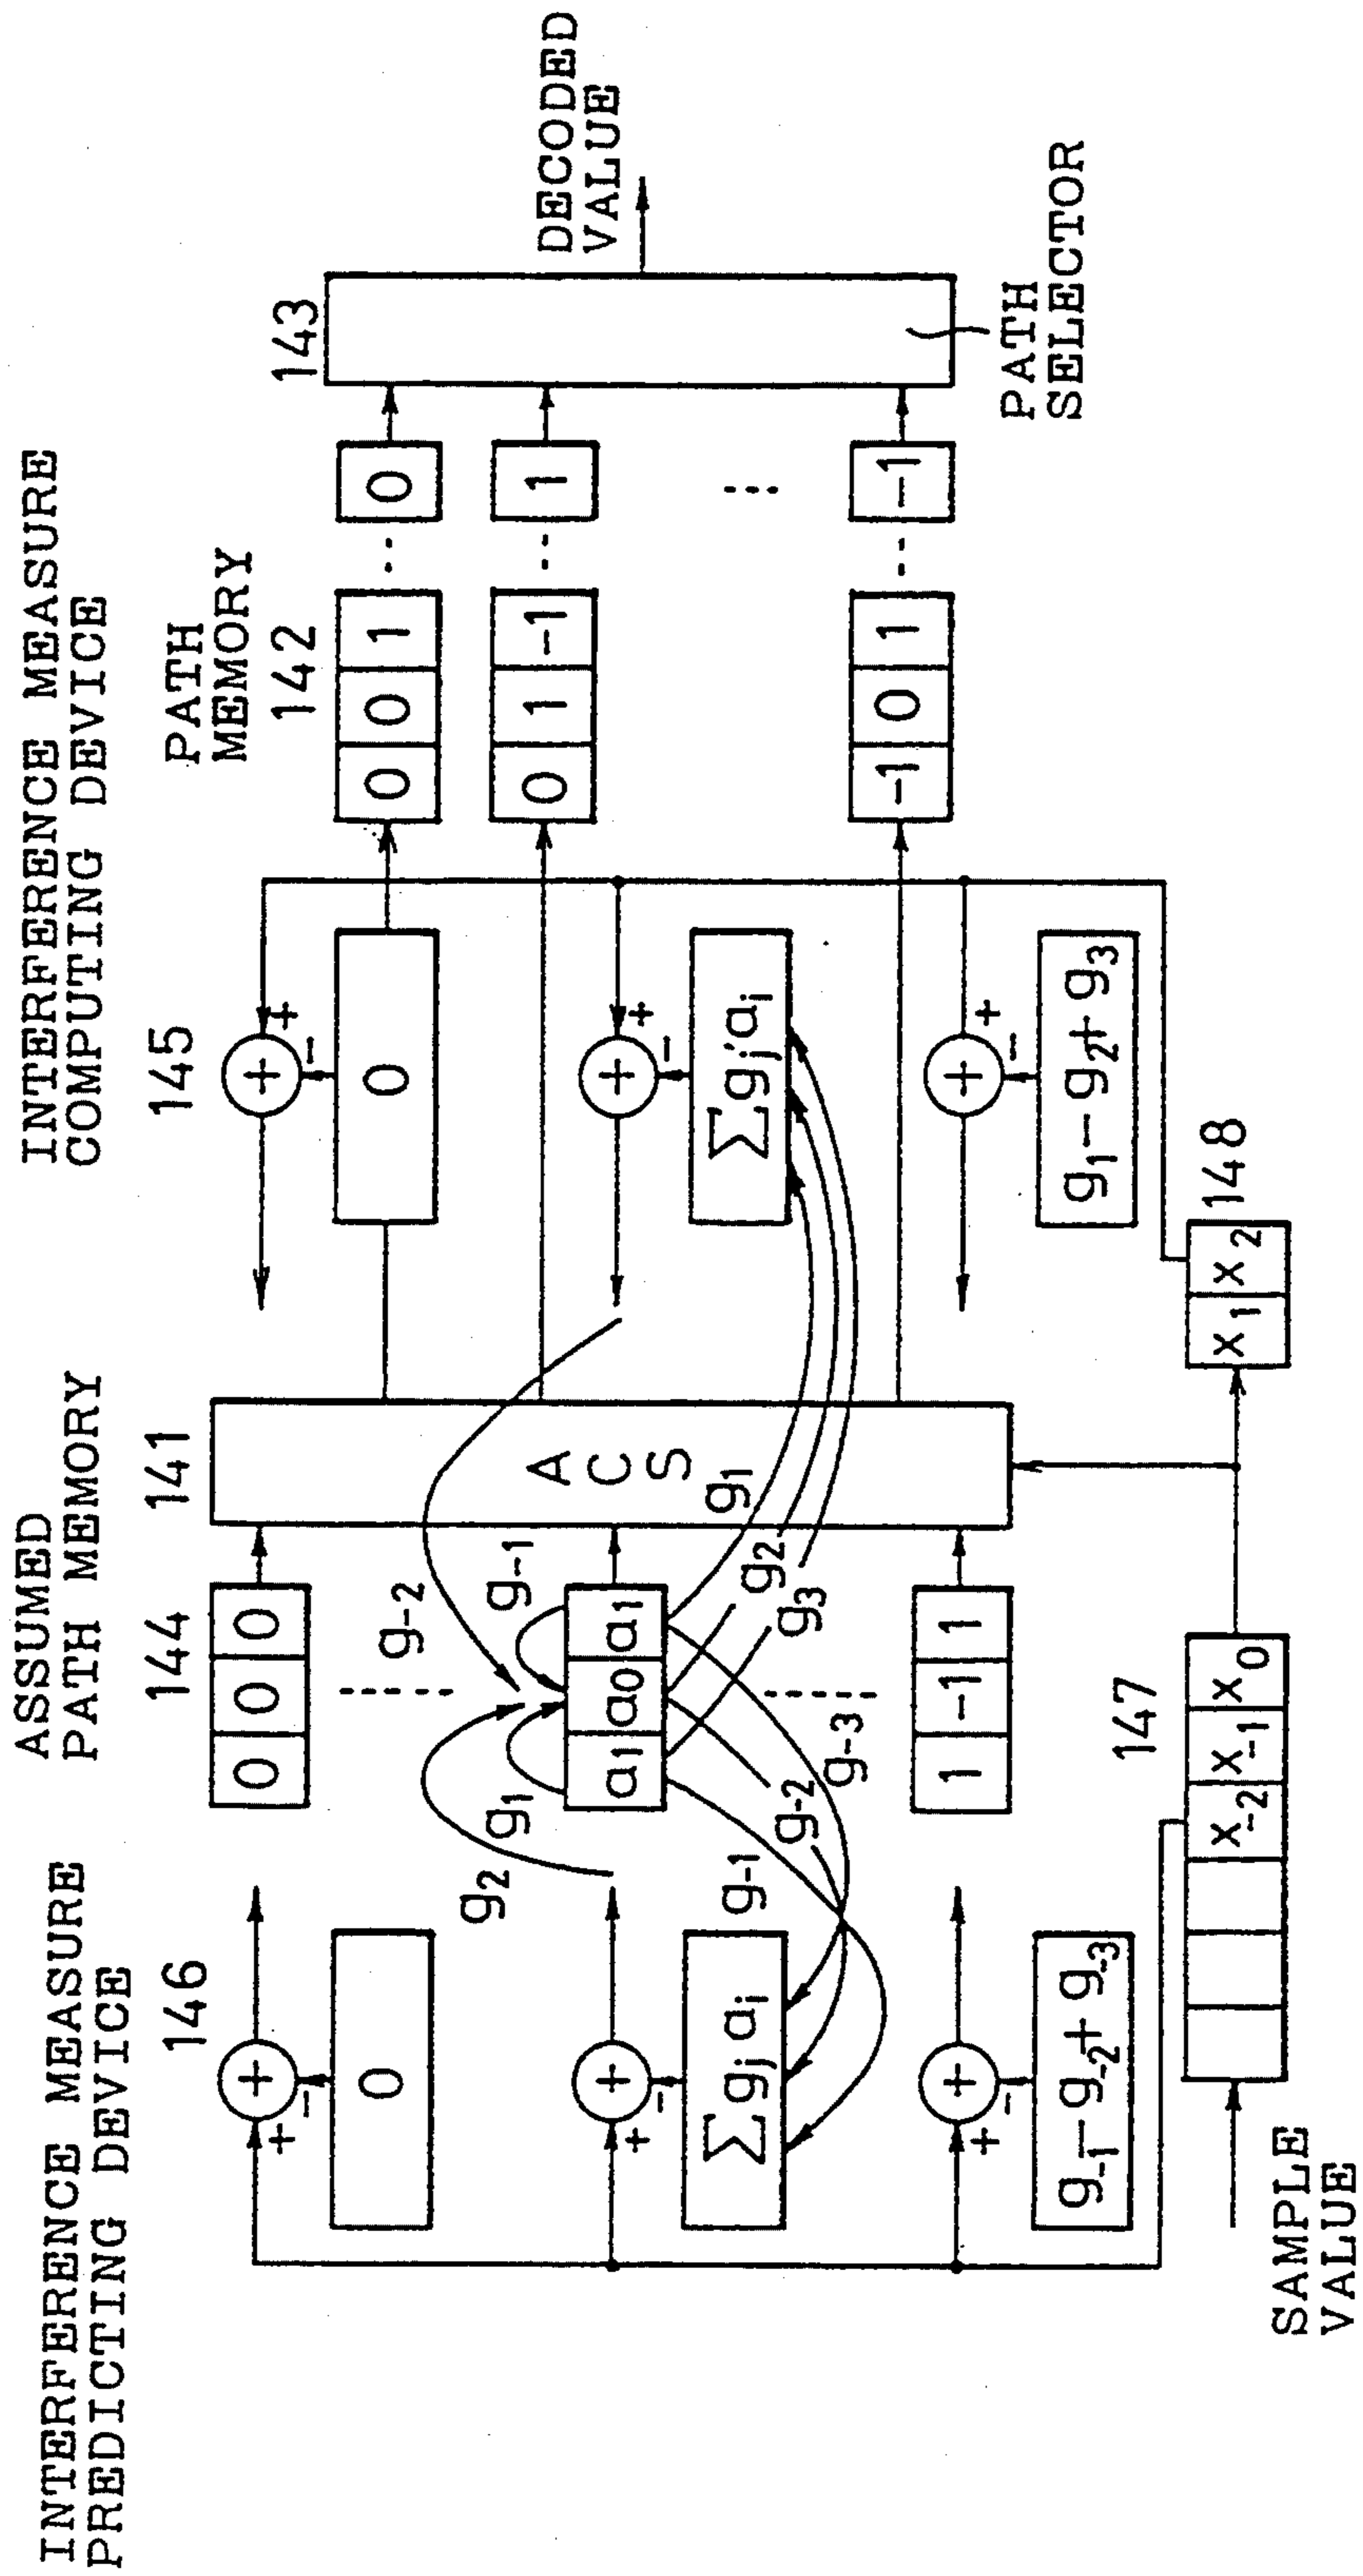 INTERFERENCE MEASURE
PREDICTING DEVICE
146
ASSUMED
PATH MEMORY
144
141
INTERFERENCE MEASURE
COMPUTING DEVICE
145
PATH
MEMORY
142
143
+
−
+
0
0 0 0
+
+
−
0
0 0 1 ·· 0
g₂
g₁
g₋₂
g₋₁
0 1 −1 ·· 1
DECODED
VALUE
+
−
+
Σgⱼaᵢ
a₁ a₀ a₁
A C S
+
+
−
Σgⱼ′aᵢ
g₋₁
g₋₂
g₋₃
g₁
g₂
g₃
−1 0 1 ·· −1
+
−
+
g₋₁−g₋₂+g₋₃
1 −1 1
+
+
−
g₁−g₂+g₃
PATH
SELECTOR
147
148
x₋₂ x₋₁ x₀
x₁ x₂
SAMPLE
VALUE